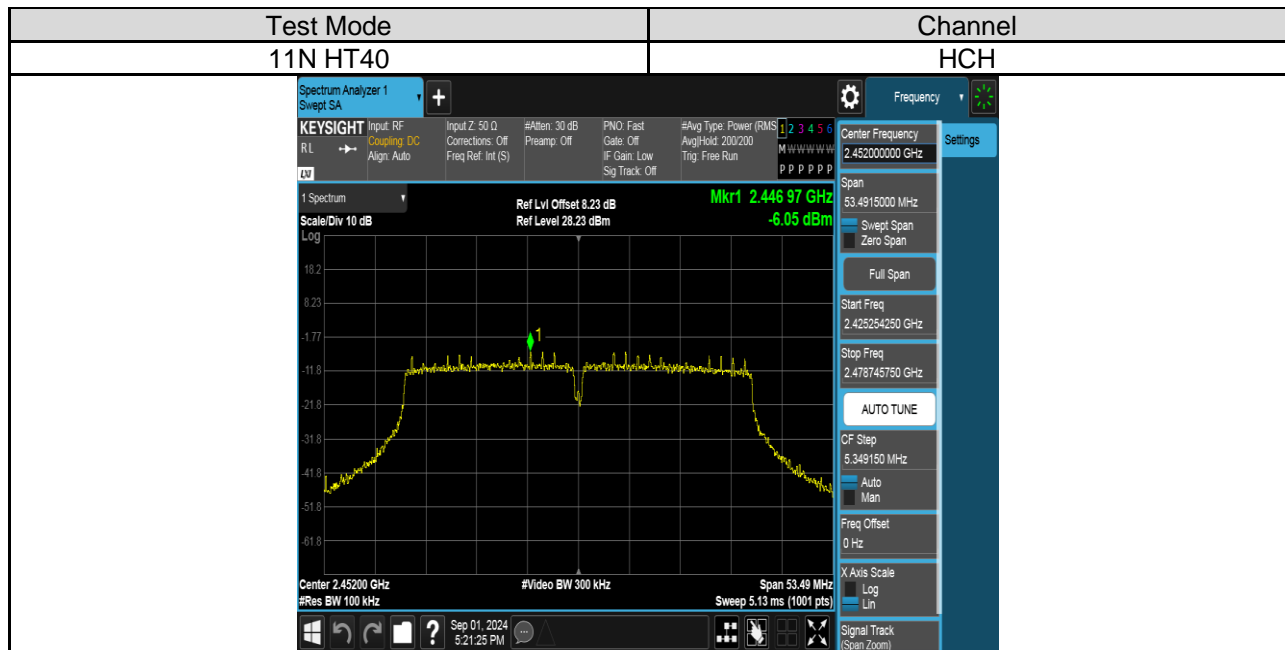 Test Mode
Channel
11N HT40
HCH
Spectrum Analyzer 1
Swept SA
+
Frequency
KEYSIGHT
RL
LXI
Input: RF
Coupling: DC
Align: Auto
Input Z: 50 Ω
Corrections: Off
Freq Ref: Int (S)
#Atten: 30 dB
Preamp: Off
PNO: Fast
Gate: Off
IF Gain: Low
Sig Track: Off
#Avg Type: Power (RMS
Avg|Hold: 200/200
Trig: Free Run
1 2 3 4 5 6
M W W W W W
P P P P P P
Center Frequency
2.452000000 GHz
Settings
1 Spectrum
Scale/Div 10 dB
Ref Lvl Offset 8.23 dB
Ref Level 28.23 dBm
Mkr1 2.446 97 GHz
-6.05 dBm
Log
18.2
8.23
-1.77
-11.8
-21.8
-31.8
-41.8
-51.8
-61.8
1
Center 2.45200 GHz
#Res BW 100 kHz
#Video BW 300 kHz
Span 53.49 MHz
Sweep 5.13 ms (1001 pts)
Span
53.4915000 MHz
Swept Span
Zero Span
Full Span
Start Freq
2.425254250 GHz
Stop Freq
2.478745750 GHz
AUTO TUNE
CF Step
5.349150 MHz
Auto
Man
Freq Offset
0 Hz
X Axis Scale
Log
Lin
Signal Track
(Span Zoom)
?
Sep 01, 2024
5:21:25 PM